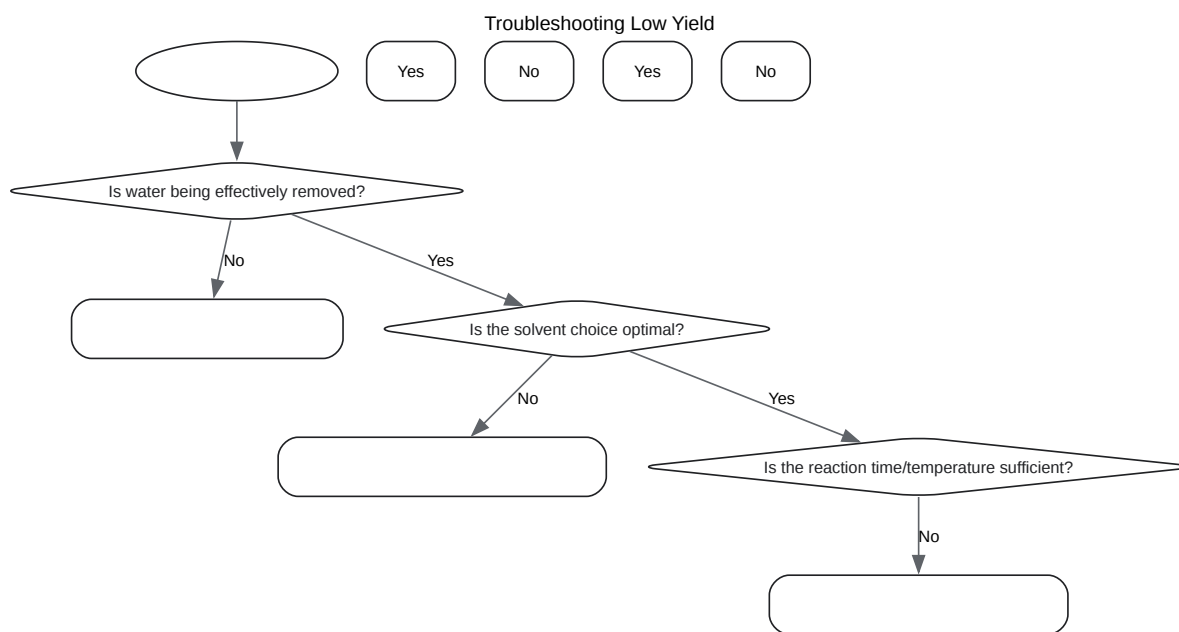 Troubleshooting Low Yield
Yes
No
Yes
No
Is water being effectively removed?
No
Yes
Is the solvent choice optimal?
No
Yes
Is the reaction time/temperature sufficient?
No